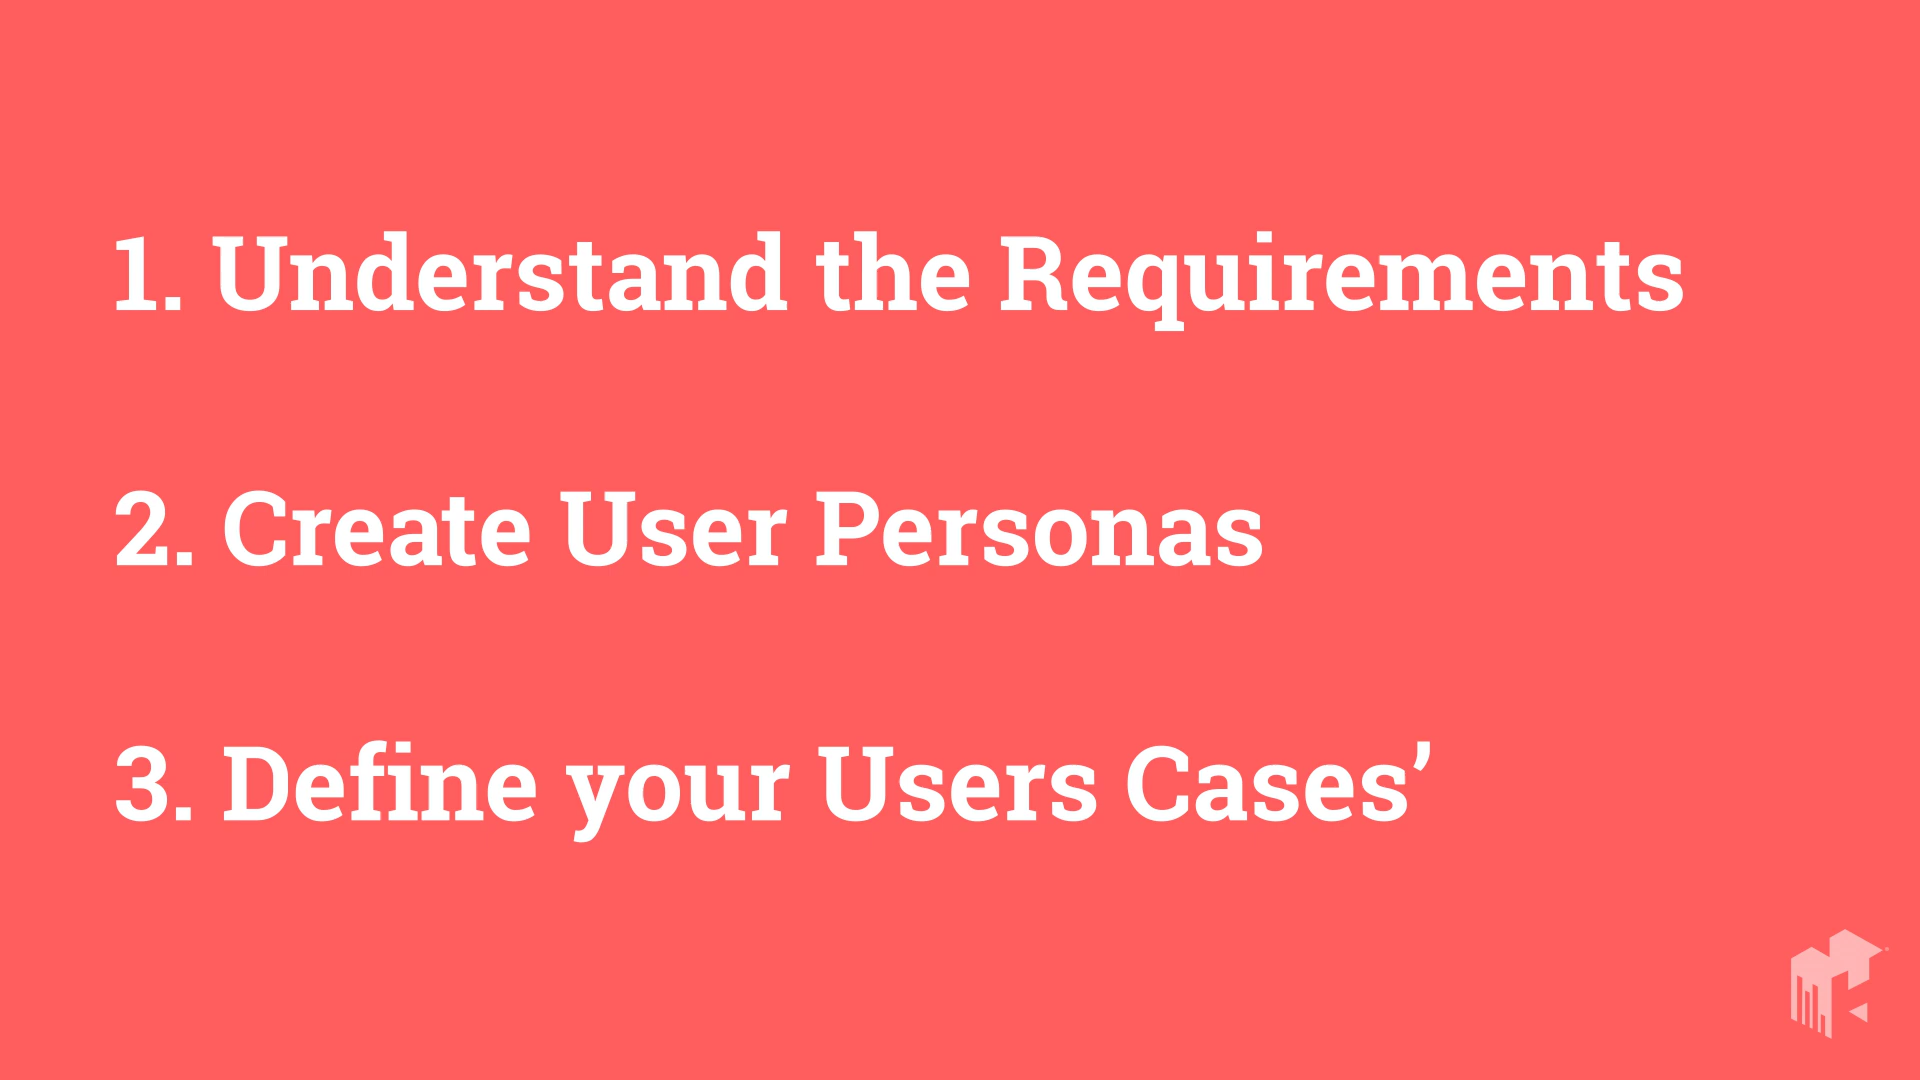 1. Understand the Requirements
2. Create User Personas
3. Define your Users Cases’